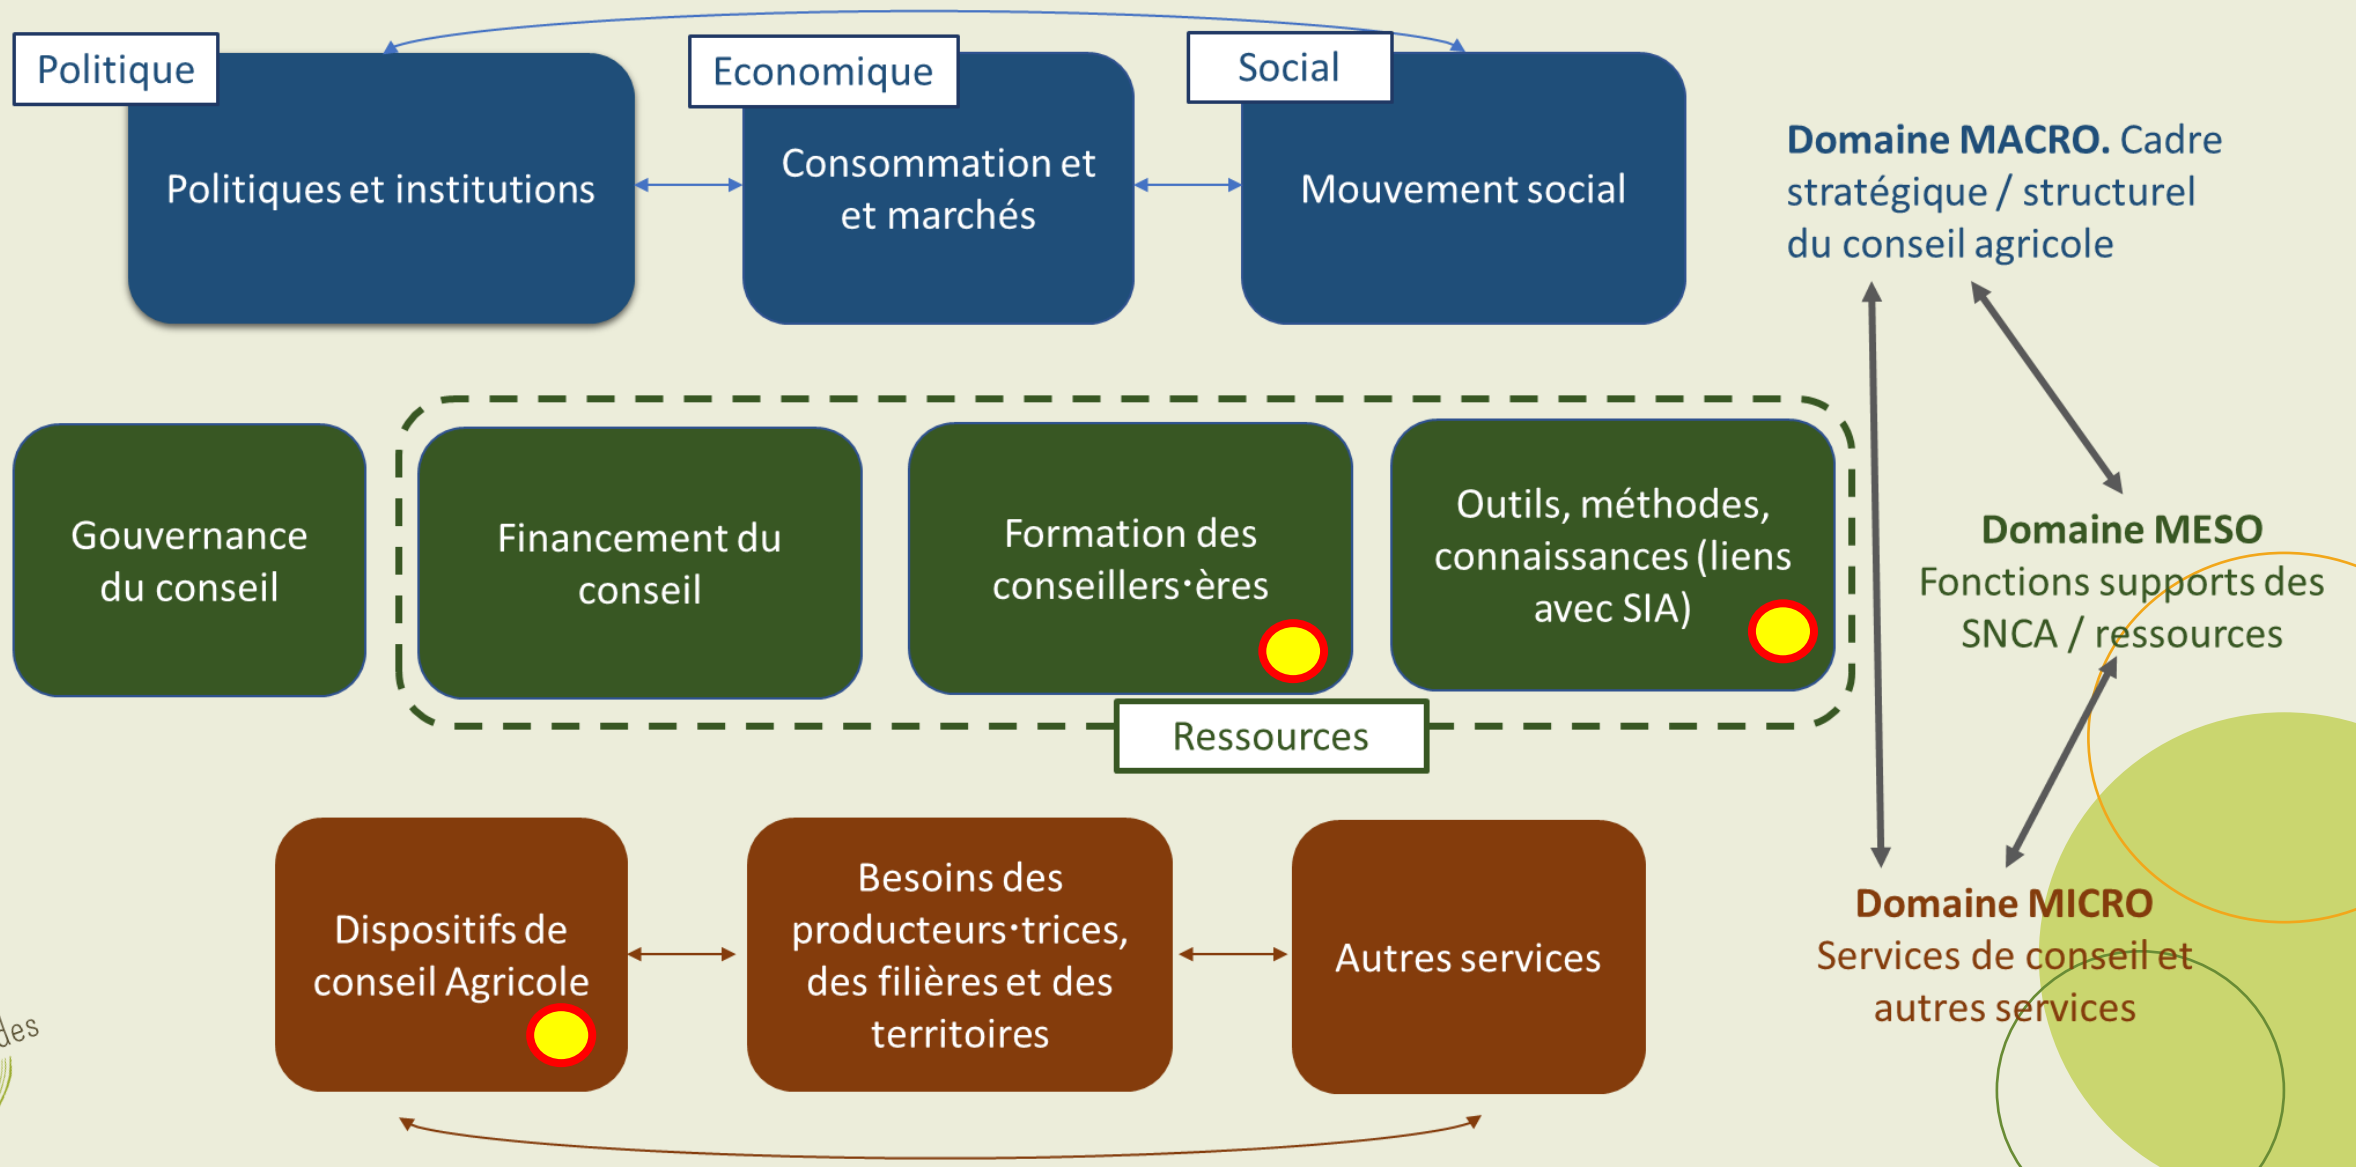 Politique
Politiques et institutions
Economique
Consommation et
et marchés
Social
Mouvement social
Domaine MACRO. Cadre
stratégique / structurel
du conseil agricole
Gouvernance
du conseil
Financement du
conseil
Formation des
conseillers·ères
Outils, méthodes,
connaissances (liens
avec SIA)
Ressources
Domaine MESO
Fonctions supports des
SNCA / ressources
Dispositifs de
conseil Agricole
Besoins des
producteurs·trices,
des filières et des
territoires
Autres services
Domaine MICRO
Services de conseil et
autres services